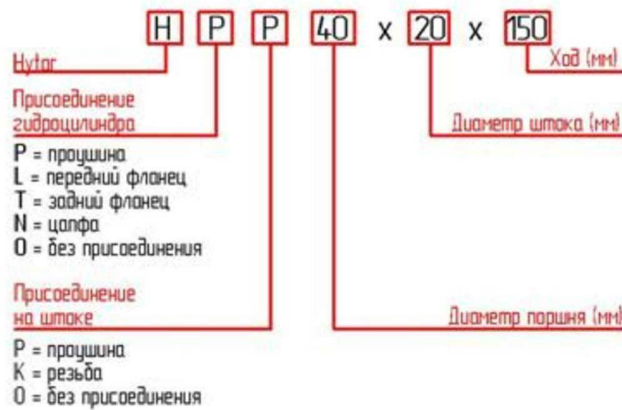 Н Р Р 40 х 20 х 150
Hytor
Ход (мм)
Присоединение
гидроцилиндра
Диаметр штока (мм)
P = проушина
L = передний фланец
T = задний фланец
N = цапфа
O = без присоединения
Присоединение
на штоке
Диаметр поршня (мм)
P = проушина
K = резьба
O = без присоединения